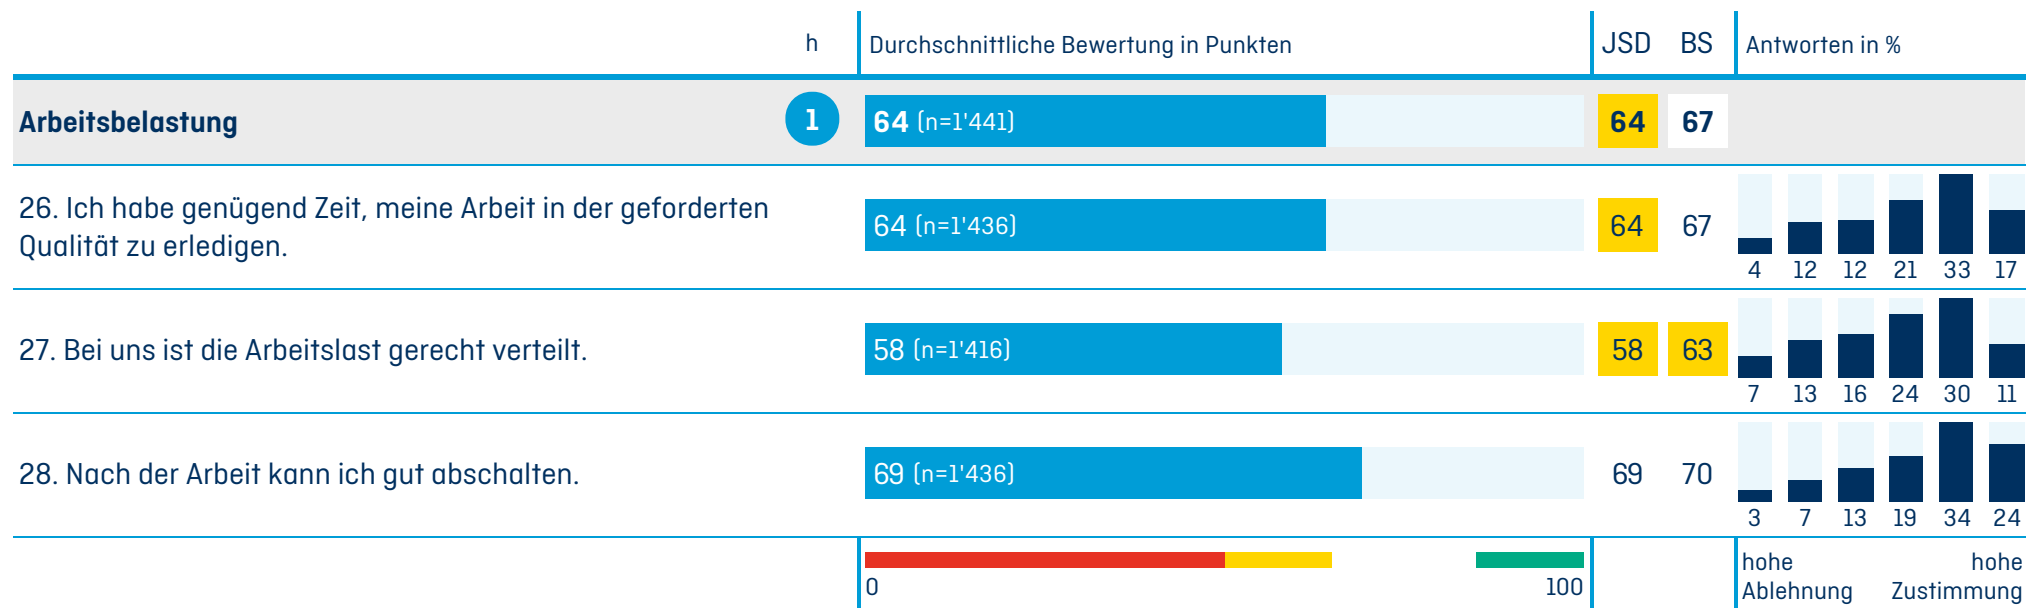 h Durchschnittliche Bewertung in Punkten JSD BS Antworten in %
Arbeitsbelastung 1 64 (n=1'441) 64 67
26. Ich habe genügend Zeit, meine Arbeit in der geforderten
Qualität zu erledigen.
64 (n=1'436) 64 67
4 12 12 21 33 17
27. Bei uns ist die Arbeitslast gerecht verteilt. 58 (n=1'416) 58 63
7 13 16 24 30 11
28. Nach der Arbeit kann ich gut abschalten. 69 (n=1'436) 69 70
3 7 13 19 34 24
0 100
hohe hohe
Ablehnung Zustimmung